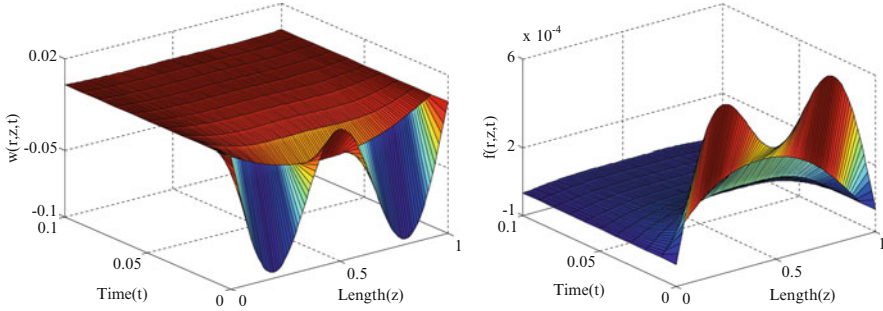 0.02
w(r,z,t)
-0.05
-0.1
0.1
0.05
Time(t)
0
0
0.5
Length(z)
1
x 10⁻⁴
6
f(r,z,t)
2
-1
0.1
0.05
Time(t)
0
0
0.5
Length(z)
1